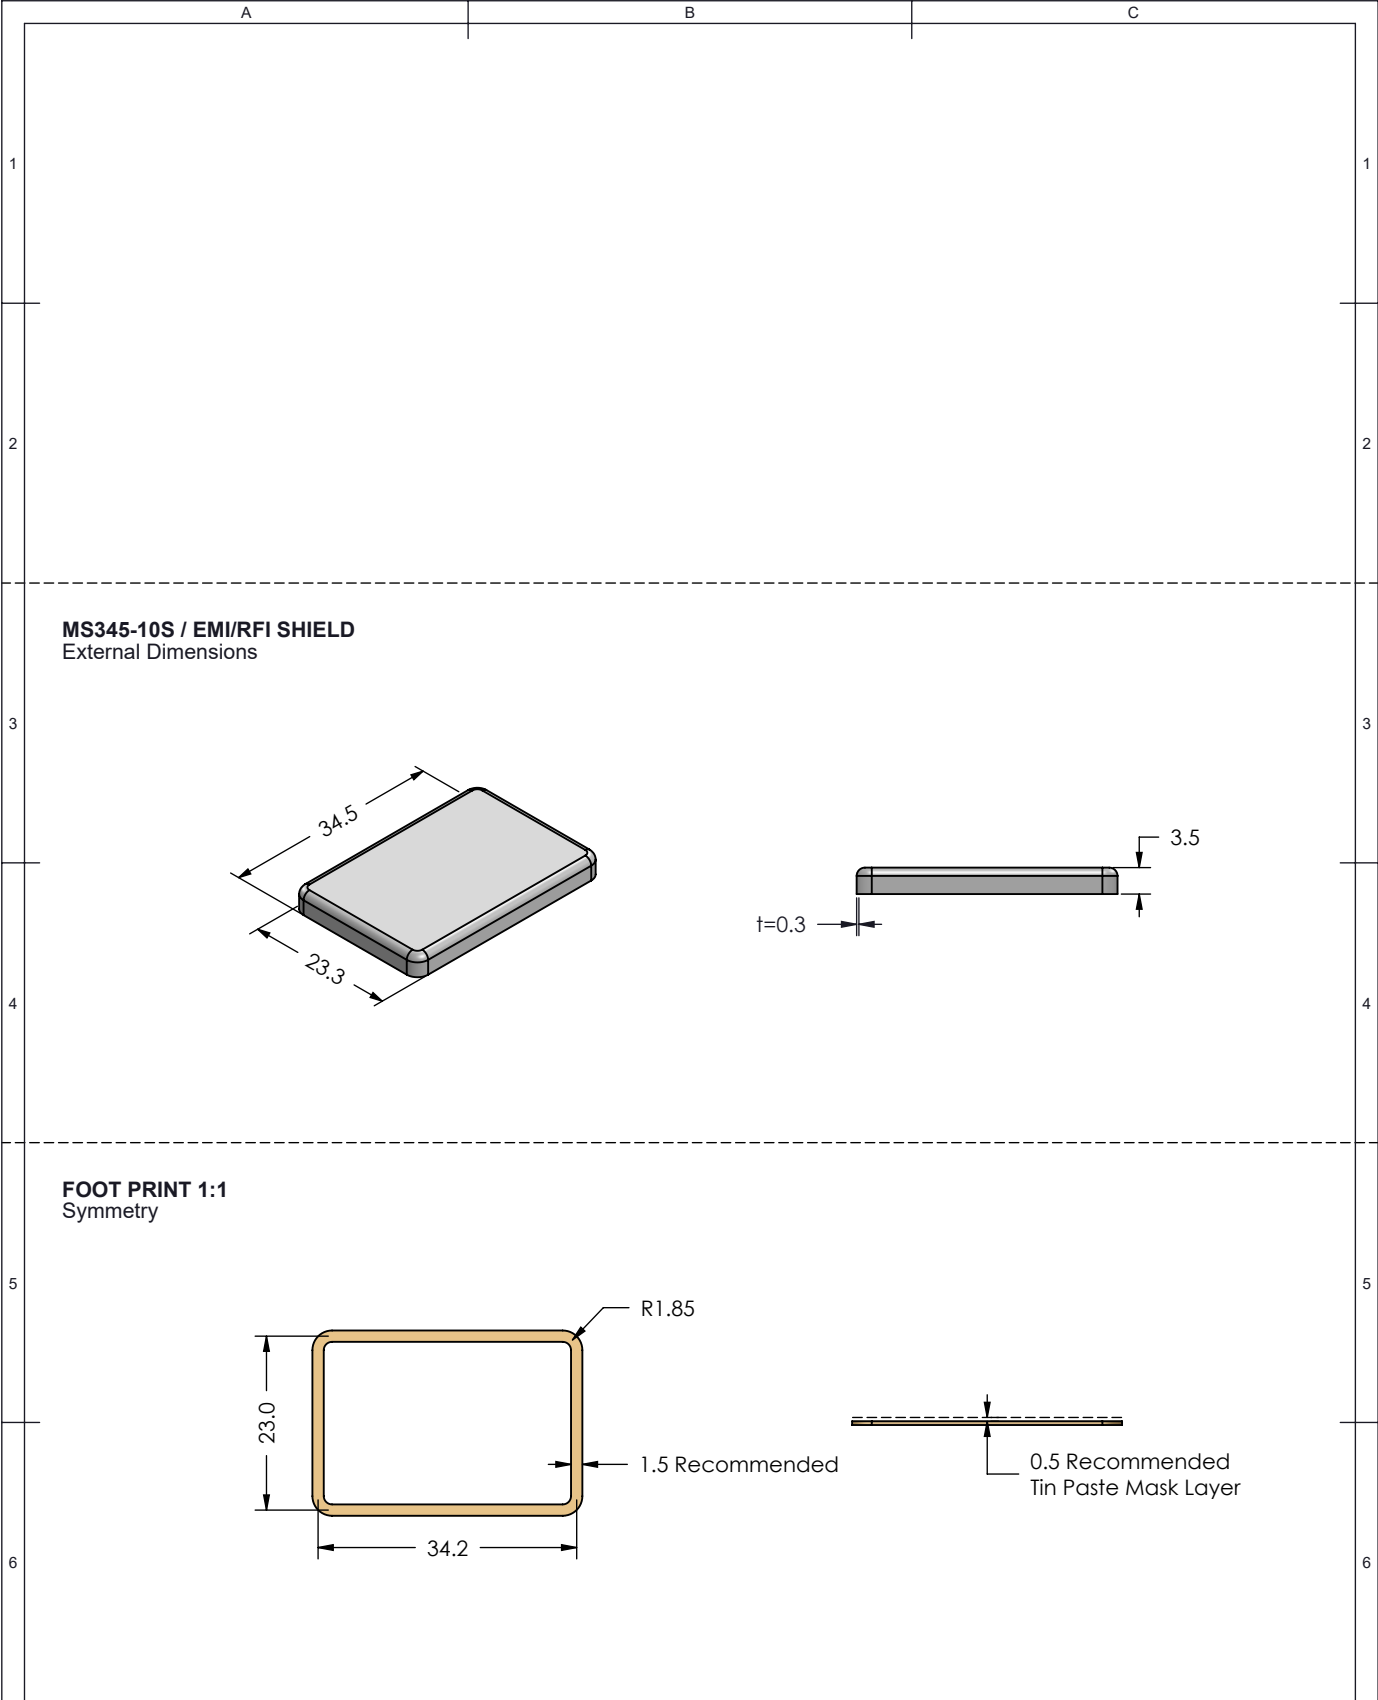 A B C
1 1
2 2
MS345-10S / EMI/RFI SHIELD
External Dimensions
3 3
34.5
3.5
t=0.3
23.3
4 4
FOOT PRINT 1:1
Symmetry
5 5
R1.85
23.0
1.5 Recommended
0.5 Recommended
Tin Paste Mask Layer
34.2
6 6